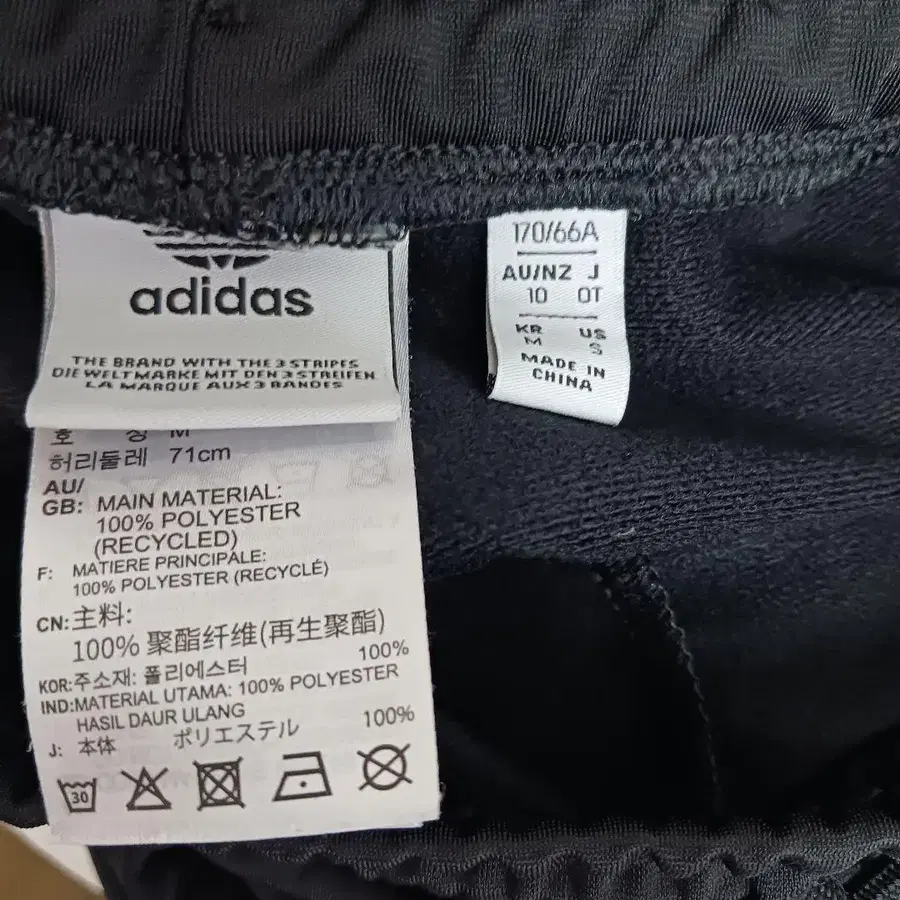 adidas
THE BRAND WITH THE 3 STRIPES
DIE WELTMARKE MIT DEN 3 STREIFEN
LA MARQUE AUX 3 BANDES
호 칭 M
허리둘레 71cm
AU/
GB: MAIN MATERIAL:
100% POLYESTER
(RECYCLED)
F: MATIERE PRINCIPALE:
100% POLYESTER (RECYCLÉ)
CN:主料:
100% 聚酯纤维(再生聚酯)
KOR:주소재: 폴리에스터 100%
IND:MATERIAL UTAMA: 100% POLYESTER
HASIL DAUR ULANG
J: 本体 ポリエステル 100%
30
170/66A
AU/NZ J
10 OT
KR US
M S
MADE IN
CHINA